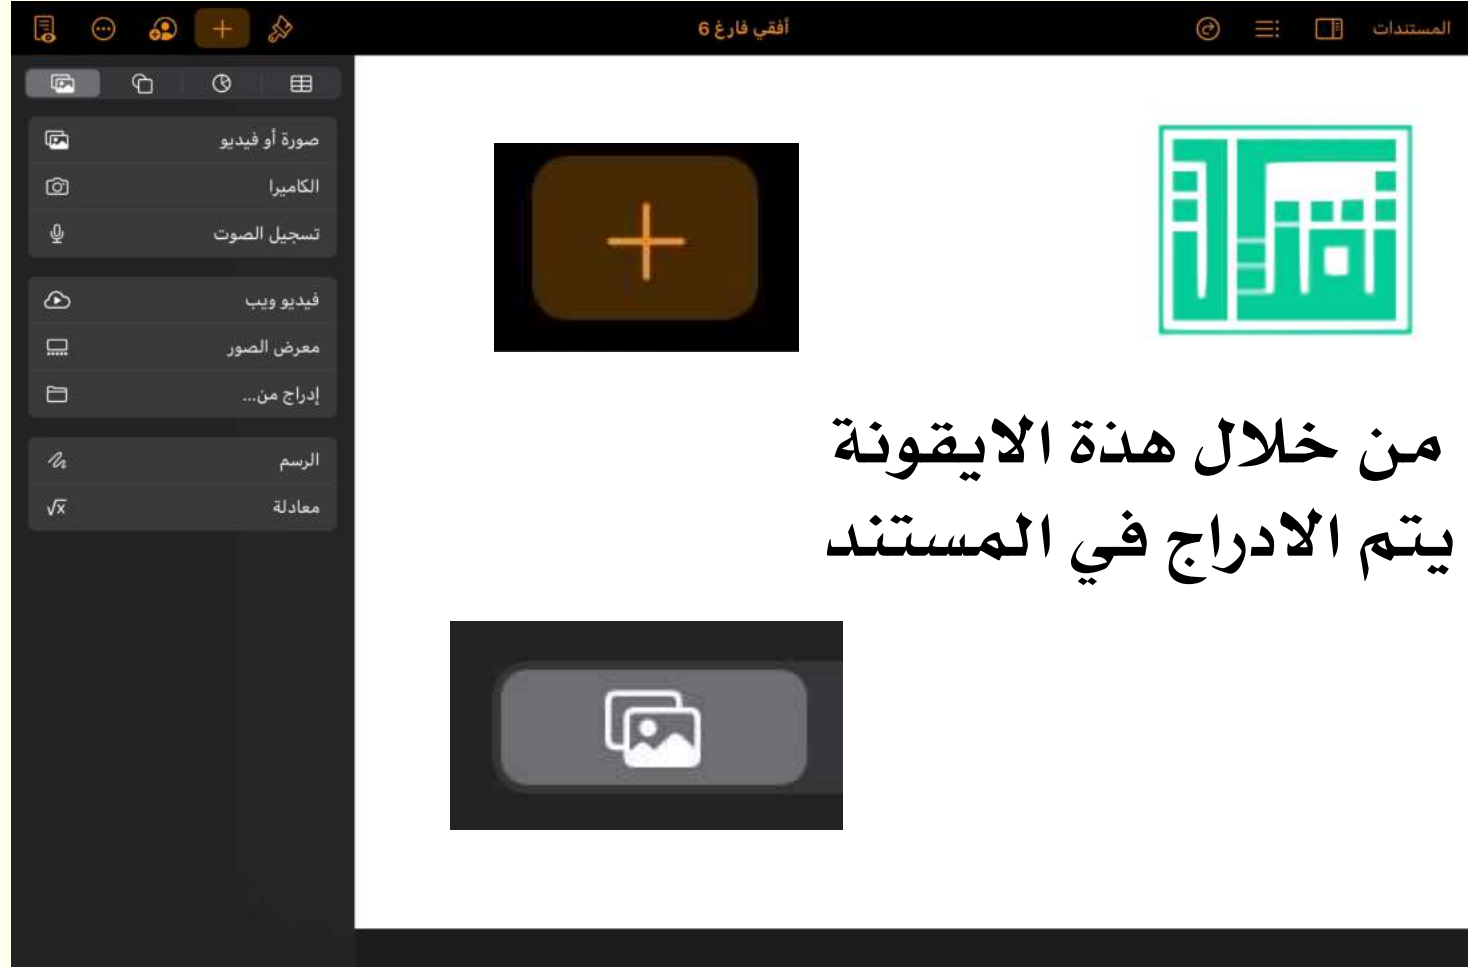 المستندات
أفقي فارغ 6
صورة أو فيديو
الكاميرا
تسجيل الصوت
فيديو ويب
معرض الصور
إدراج من...
الرسم
معادلة
من خلال هذة الايقونة
يتم الادراج في المستند